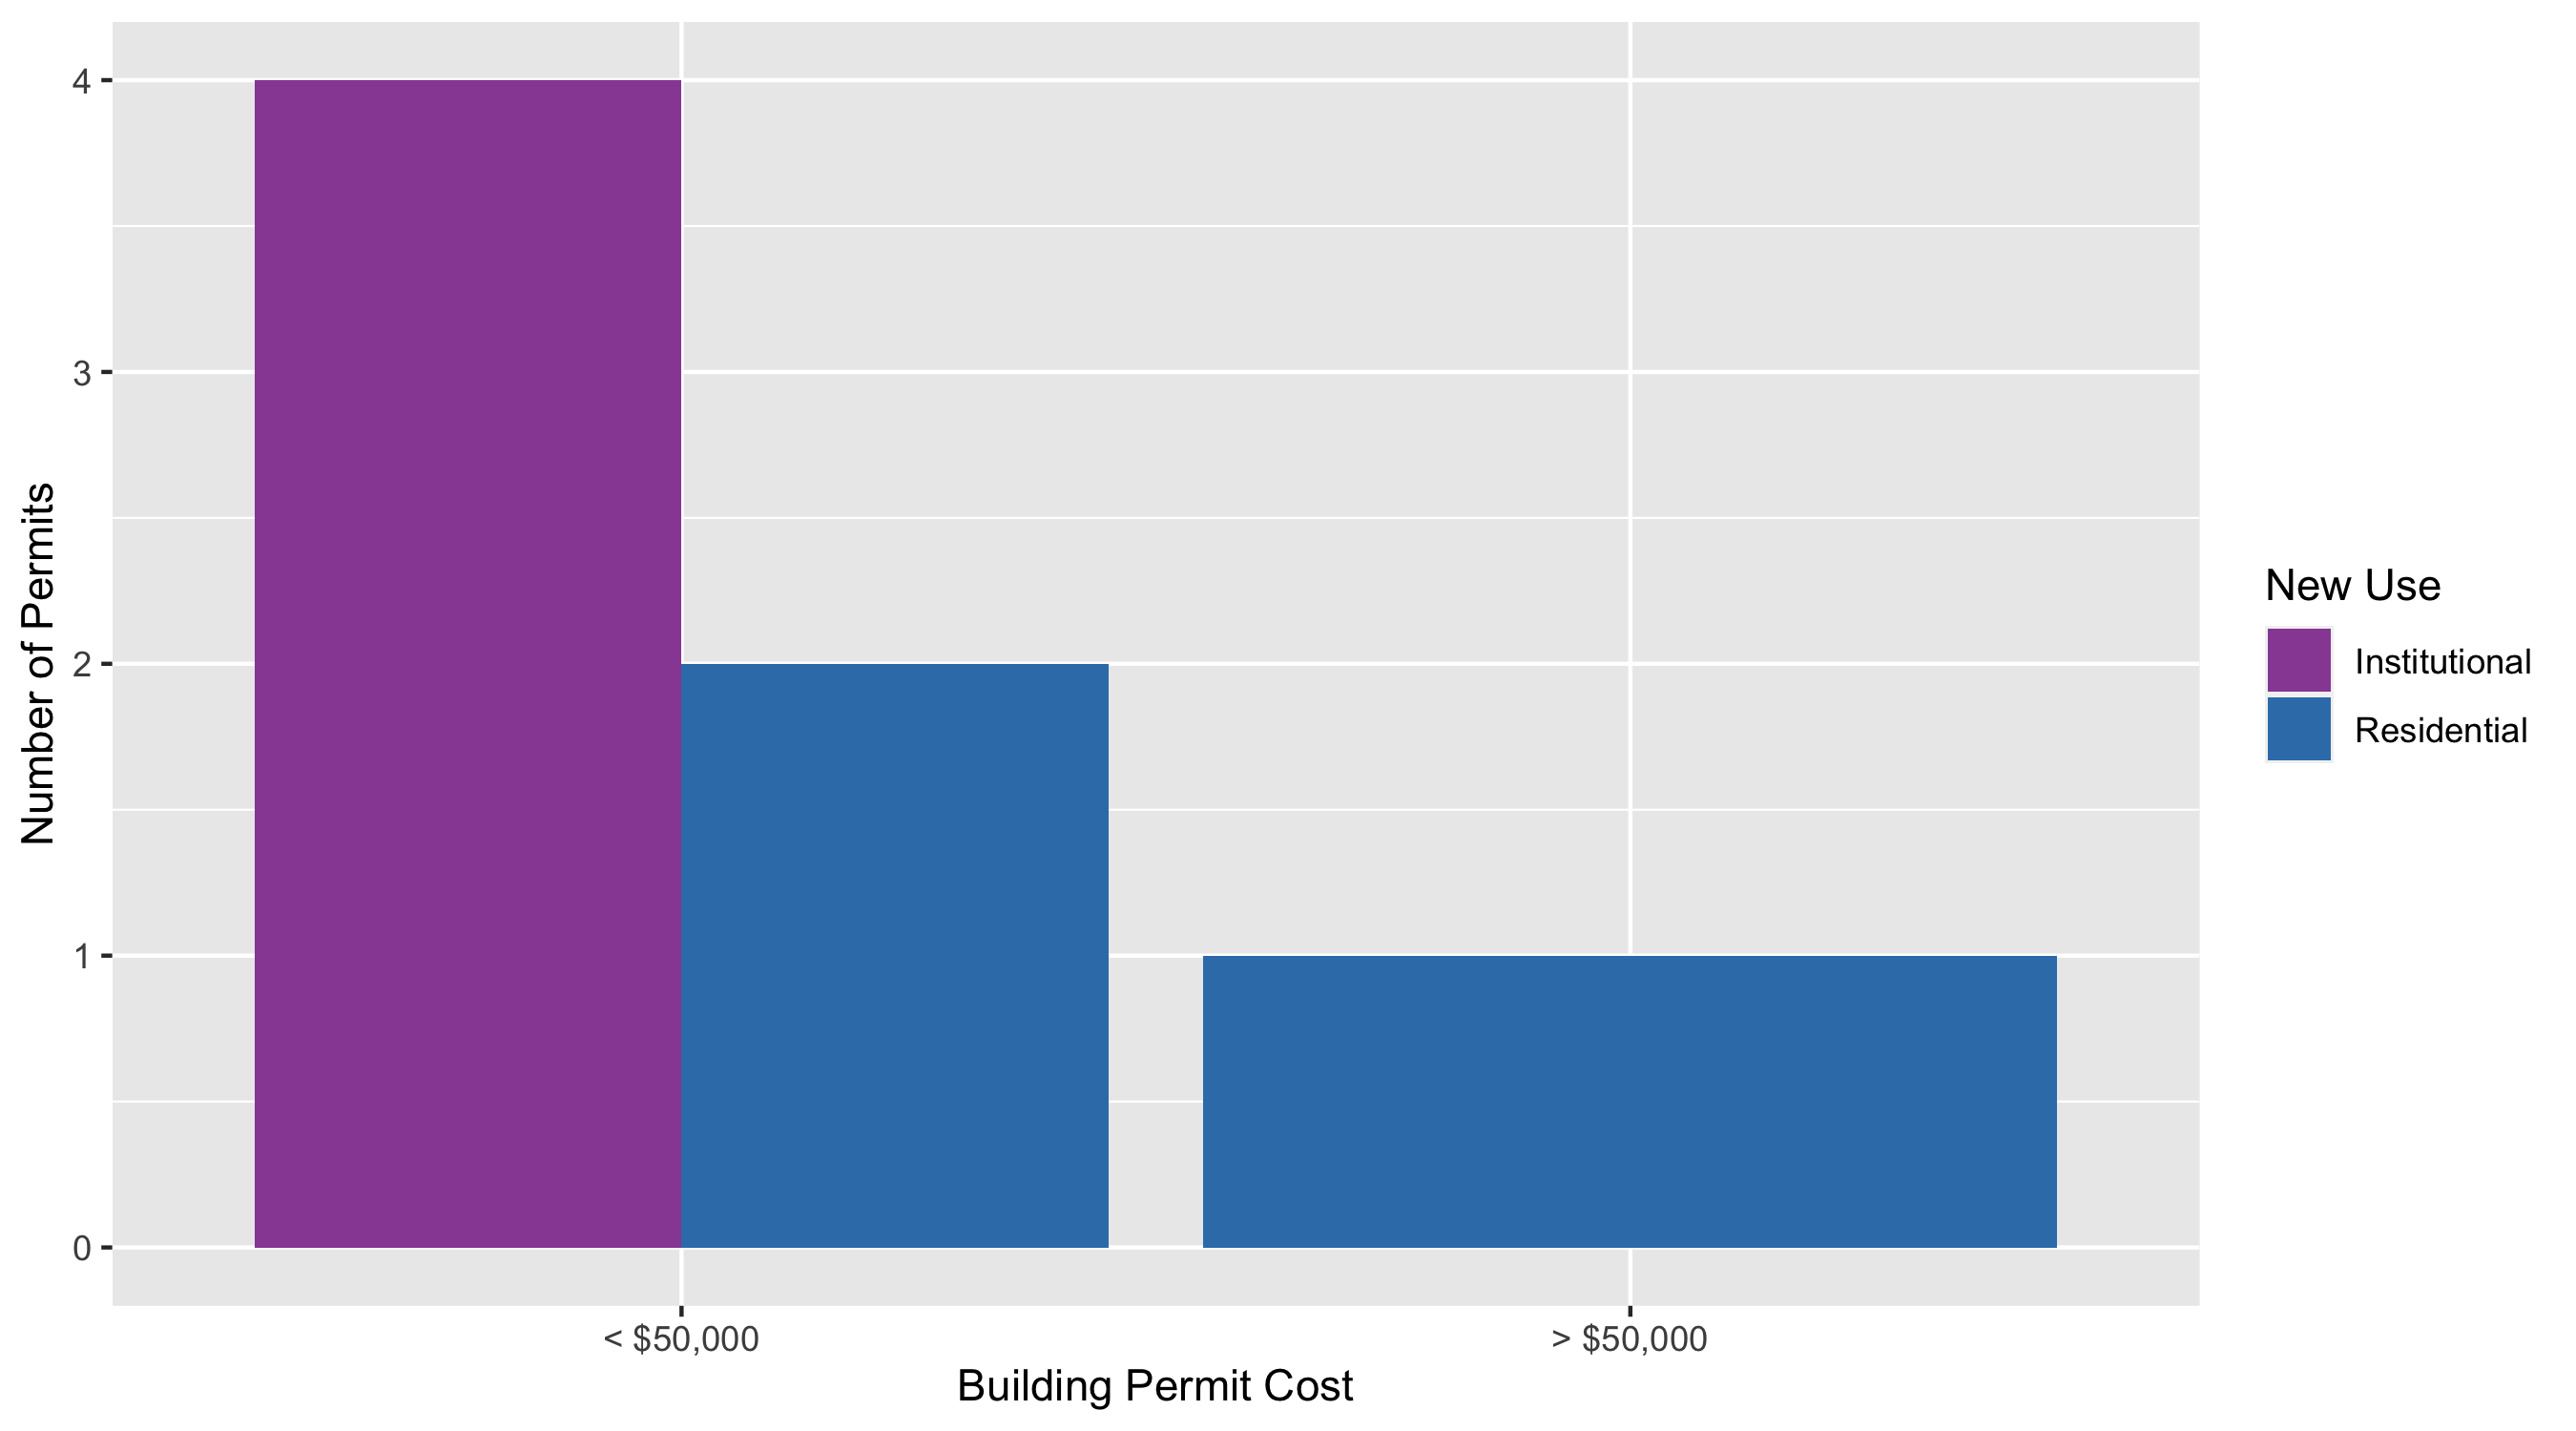 4
3
2
1
0
Number of Permits
< $50,000
> $50,000
Building Permit Cost
New Use
Institutional
Residential